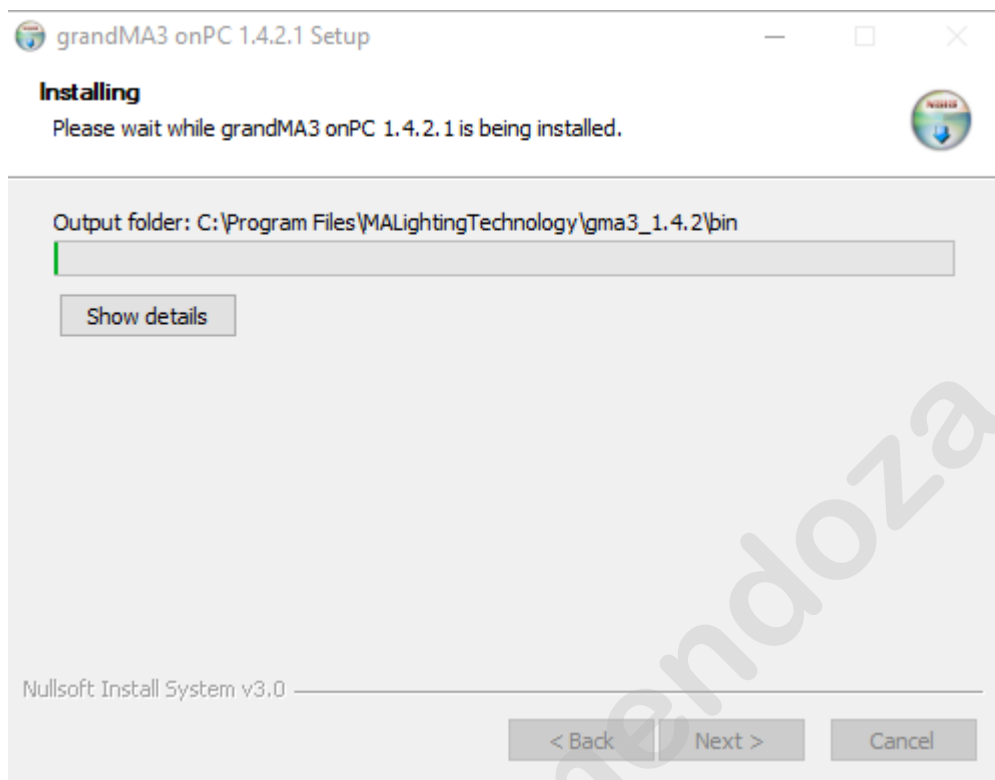 grandMA3 onPC 1.4.2.1 Setup
Installing
Please wait while grandMA3 onPC 1.4.2.1 is being installed.
Output folder: C:\Program Files\MALightingTechnology\gma3_1.4.2\bin
Show details
Nullsoft Install System v3.0
< Back Next > Cancel